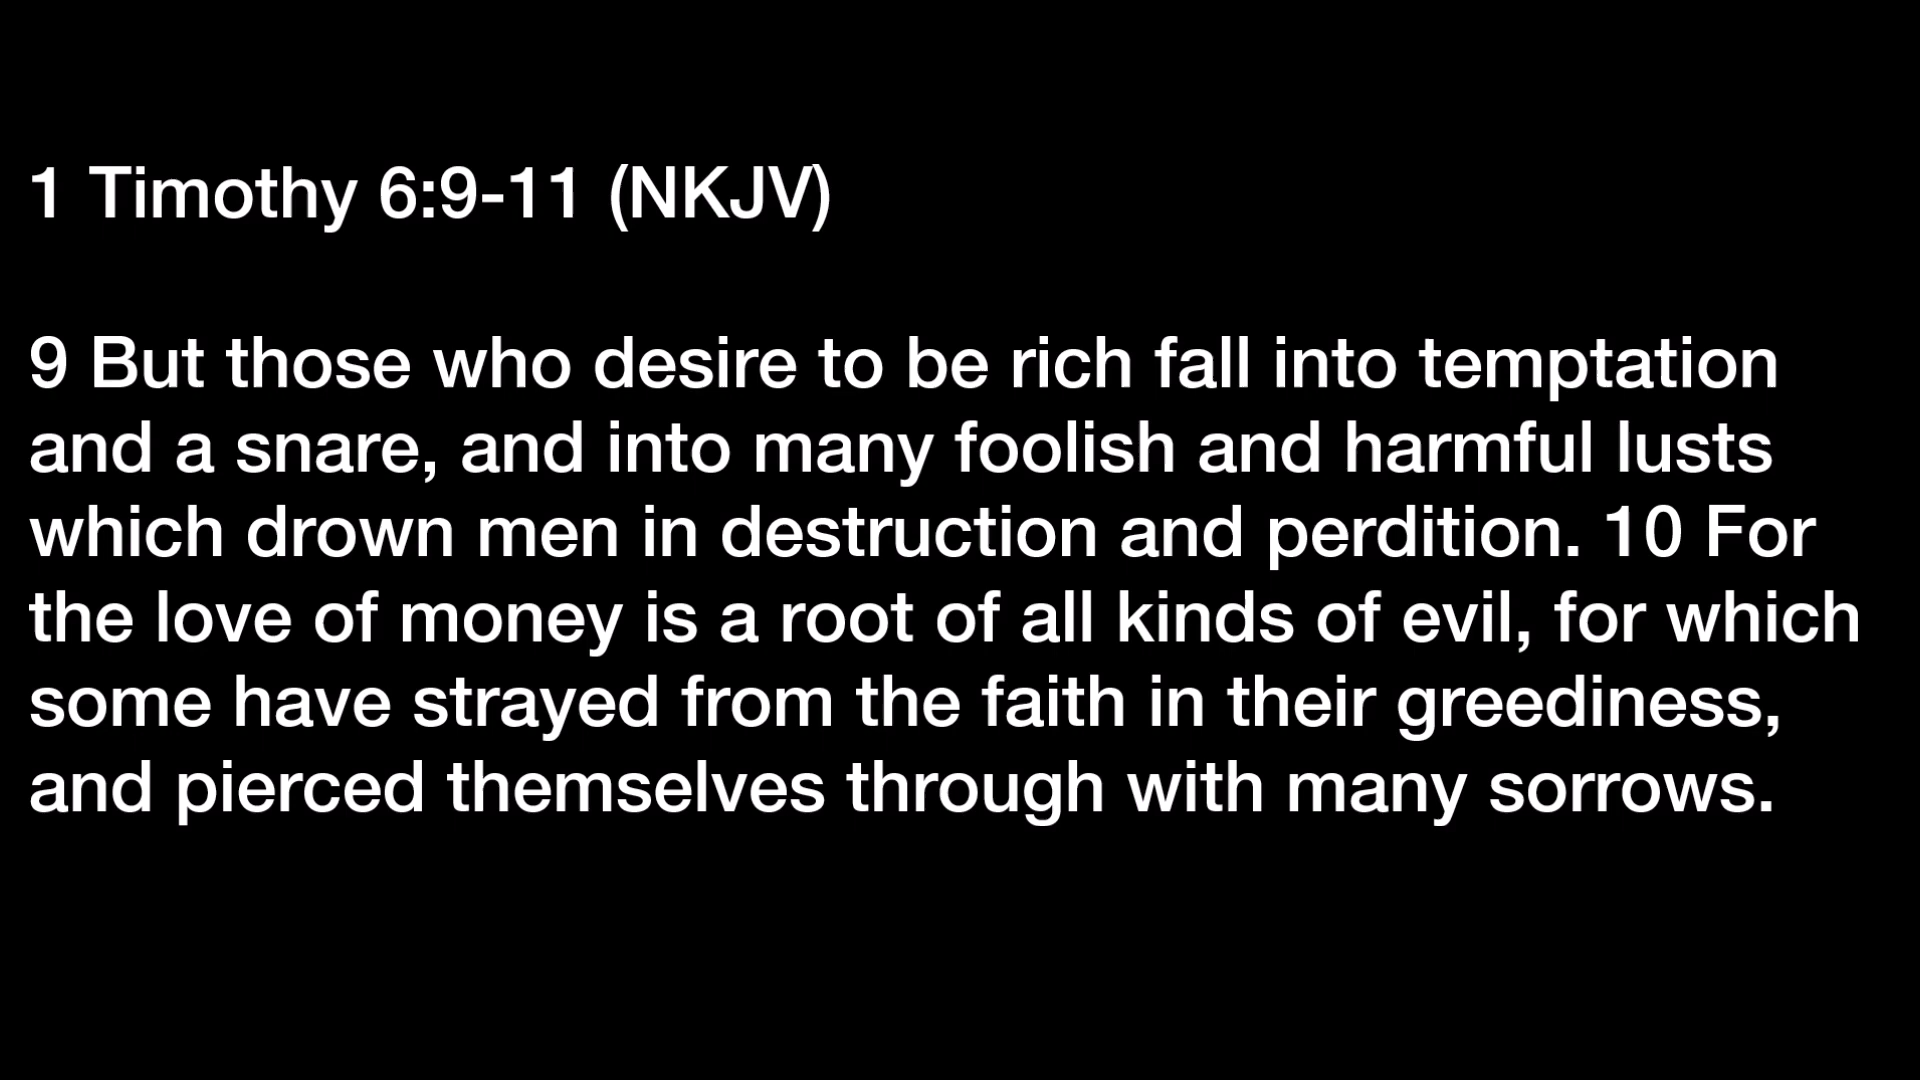 1 Timothy 6:9-11 (NKJV)
9 But those who desire to be rich fall into temptation
and a snare, and into many foolish and harmful lusts
which drown men in destruction and perdition. 10 For
the love of money is a root of all kinds of evil, for which
some have strayed from the faith in their greediness,
and pierced themselves through with many sorrows.